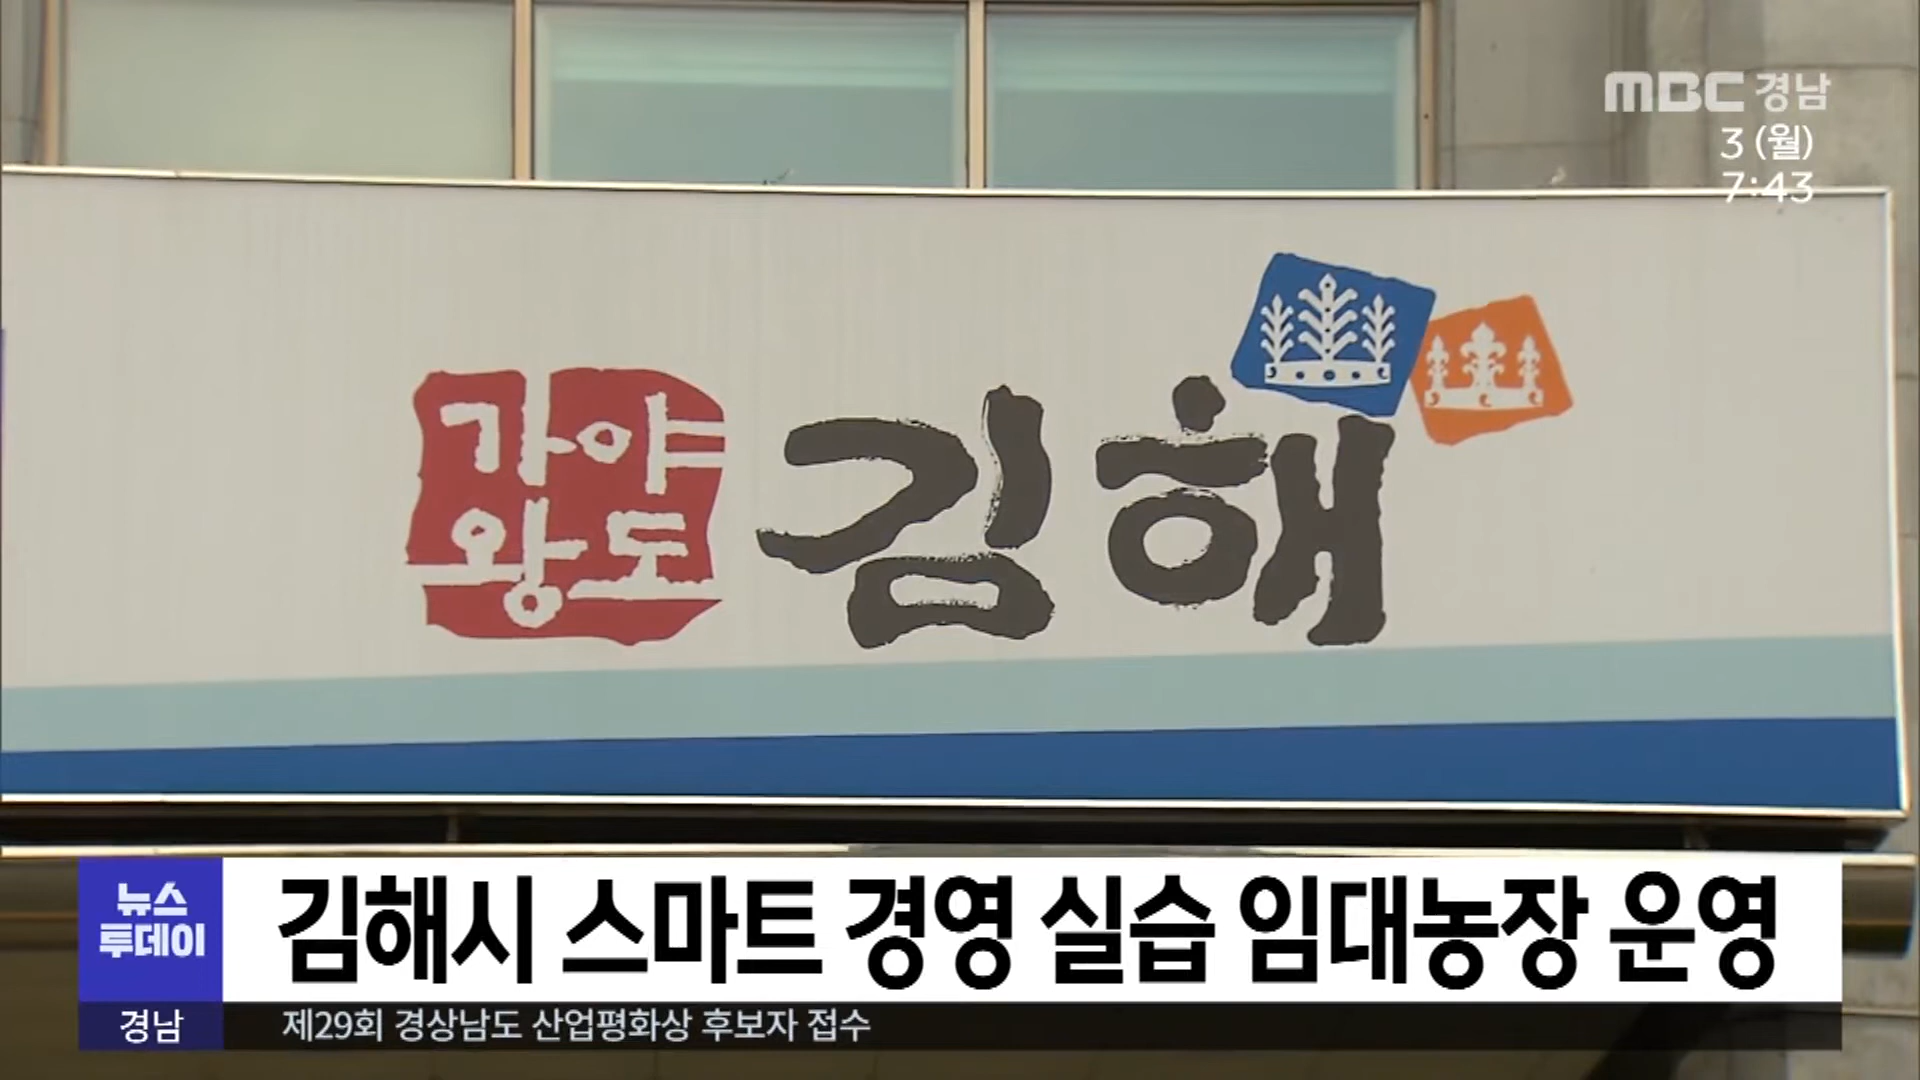 MBC 경남
3 (월)
7:43
가야
왕도
김해
뉴스
투데이
김해시 스마트 경영 실습 임대농장 운영
경남
제29회 경상남도 산업평화상 후보자 접수